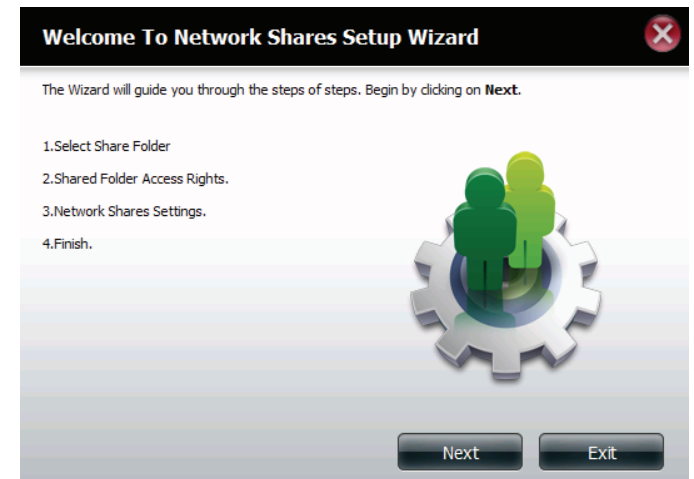 Welcome To Network Shares Setup Wizard
The Wizard will guide you through the steps of steps. Begin by clicking on Next.
1.Select Share Folder
2.Shared Folder Access Rights.
3.Network Shares Settings.
4.Finish.
Next Exit